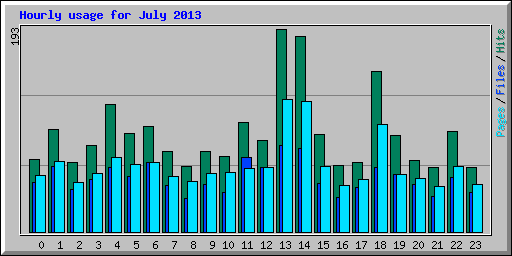 Hourly usage for July 2013
193
Pages/Files/Hits
0 1 2 3 4 5 6 7 8 9 10 11 12 13 14 15 16 17 18 19 20 21 22 23